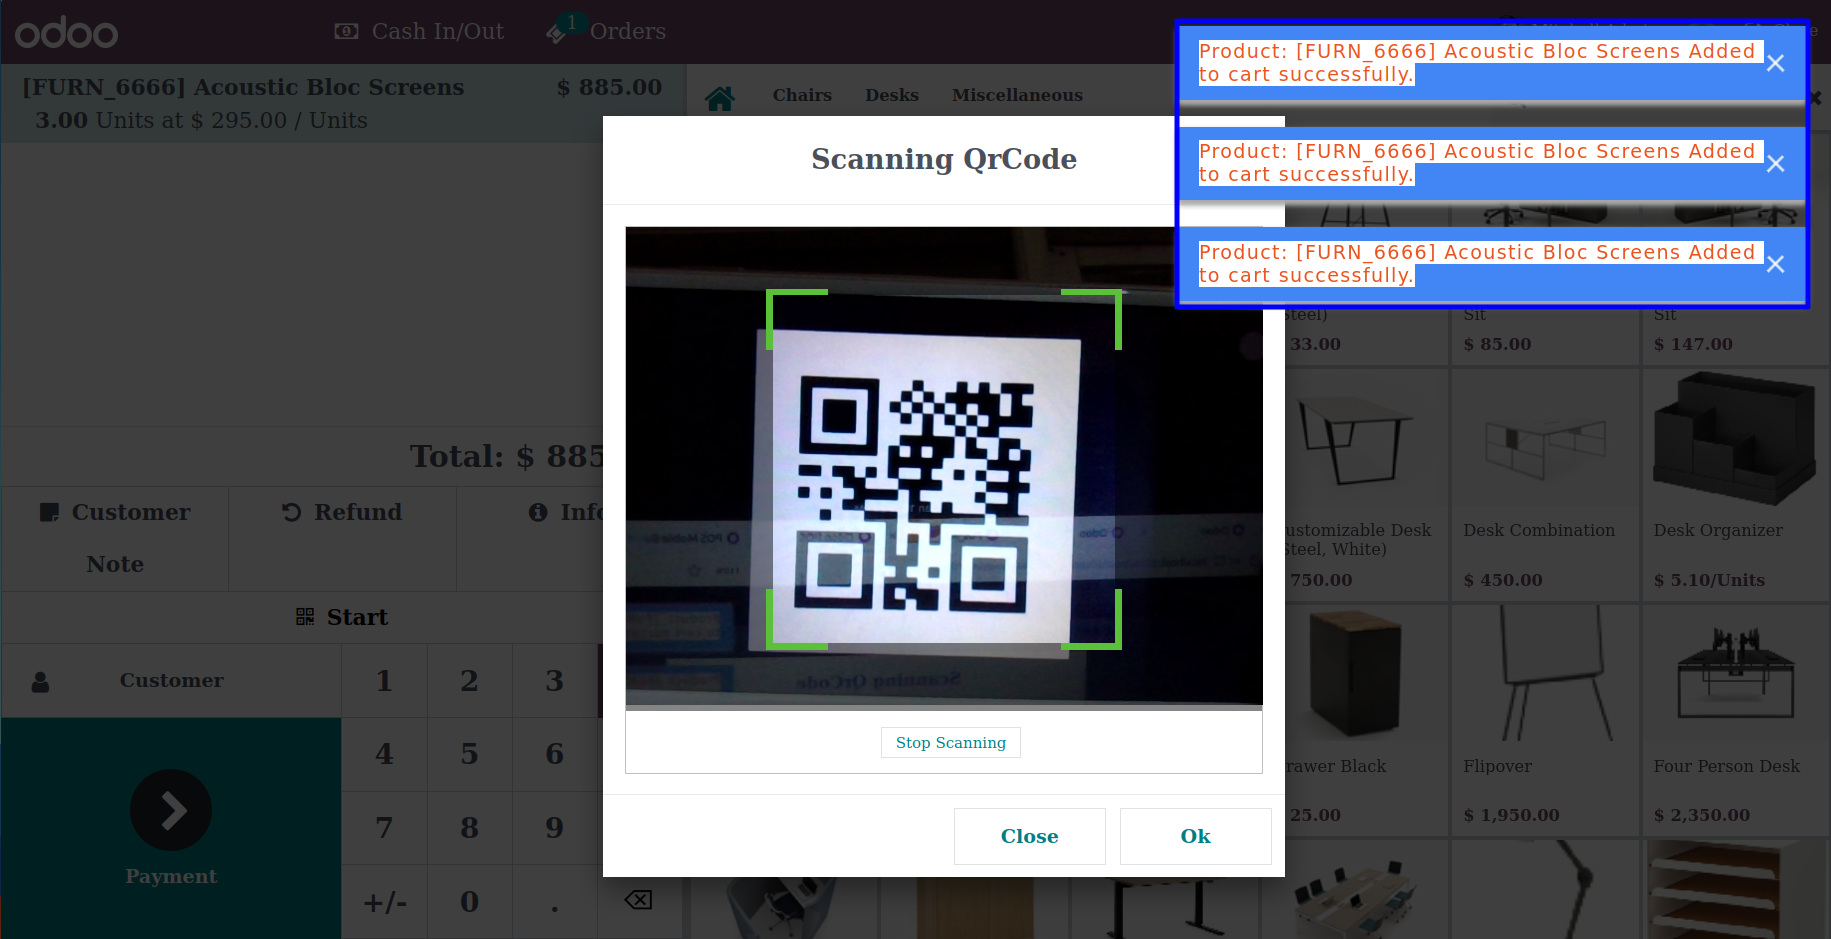 odoo
Cash In/Out
1
Orders
[FURN_6666] Acoustic Bloc Screens
$ 885.00
3.00 Units at $ 295.00 / Units
Chairs
Desks
Miscellaneous
Product: [FURN_6666] Acoustic Bloc Screens Added
to cart successfully.
Product: [FURN_6666] Acoustic Bloc Screens Added
to cart successfully.
Product: [FURN_6666] Acoustic Bloc Screens Added
to cart successfully.
Scanning QrCode
Steel)
33.00
Sit
$ 85.00
Sit
$ 147.00
Total: $ 885
Customer
Note
Refund
Info
Start
Customer
1
2
3
4
5
6
7
8
9
+/-
0
.
Payment
Scanning QrCode
Stop Scanning
Close
Ok
ustomizable Desk
Steel, White)
750.00
Desk Combination
$ 450.00
Desk Organizer
$ 5.10/Units
rawer Black
25.00
Flipover
$ 1,950.00
Four Person Desk
$ 2,350.00